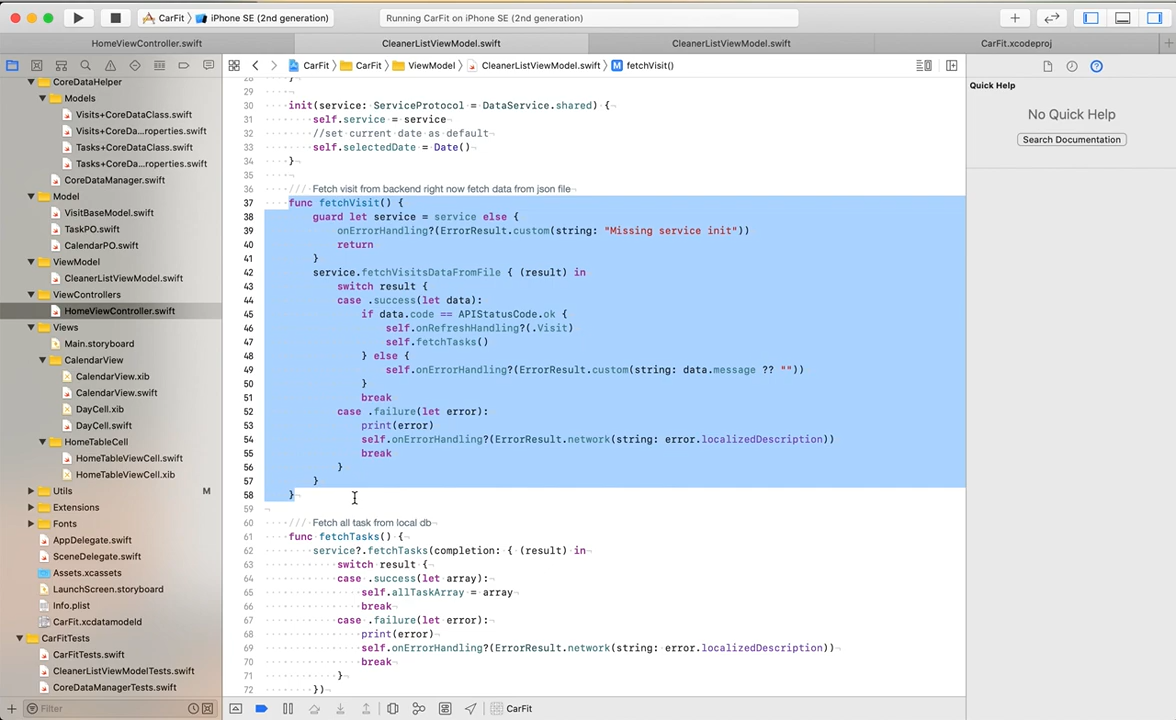 CarFit
iPhone SE (2nd generation)
Running CarFit on iPhone SE (2nd generation)
HomeViewController.swift
CleanerListViewModel.swift
CleanerListViewModel.swift
CarFit.xcodeproj
CarFit
CarFit
ViewModel
CleanerListViewModel.swift
M fetchVisit()
CoreDataHelper
Models
Visits+CoreDataClass.swift
Visits+CoreDa...roperties.swift
Tasks+CoreDataClass.swift
Tasks+CoreDa...roperties.swift
CoreDataManager.swift
Model
VisitBaseModel.swift
TaskPO.swift
CalendarPO.swift
ViewModel
CleanerListViewModel.swift
ViewControllers
HomeViewController.swift
Views
Main.storyboard
CalendarView
CalendarView.xib
CalendarView.swift
DayCell.xib
DayCell.swift
HomeTableCell
HomeTableViewCell.swift
HomeTableViewCell.xib
Utils M
Extensions
Fonts
AppDelegate.swift
SceneDelegate.swift
Assets.xcassets
LaunchScreen.storyboard
Info.plist
CarFit.xcdatamodeld
CarFitTests
CarFitTests.swift
CleanerListViewModelTests.swift
CoreDataManagerTests.swift
Filter
28 }
29
30 init(service: ServiceProtocol = DataService.shared) {
31 self.service = service
32 //set current date as default
33 self.selectedDate = Date()
34 }
35
36 /// Fetch visit from backend right now fetch data from json file
37 func fetchVisit() {
38 guard let service = service else {
39 onErrorHandling?(ErrorResult.custom(string: "Missing service init"))
40 return
41 }
42 service.fetchVisitsDataFromFile { (result) in
43 switch result {
44 case .success(let data):
45 if data.code == APIStatusCode.ok {
46 self.onRefreshHandling?(.Visit)
47 self.fetchTasks()
48 } else {
49 self.onErrorHandling?(ErrorResult.custom(string: data.message ?? ""))
50 }
51 break
52 case .failure(let error):
53 print(error)
54 self.onErrorHandling?(ErrorResult.network(string: error.localizedDescription))
55 break
56 }
57 }
58 }
59
60 /// Fetch all task from local db
61 func fetchTasks() {
62 service?.fetchTasks(completion: { (result) in
63 switch result {
64 case .success(let array):
65 self.allTaskArray = array
66 break
67 case .failure(let error):
68 print(error)
69 self.onErrorHandling?(ErrorResult.network(string: error.localizedDescription))
70 break
71 }
72 })
CarFit
Quick Help
No Quick Help
Search Documentation